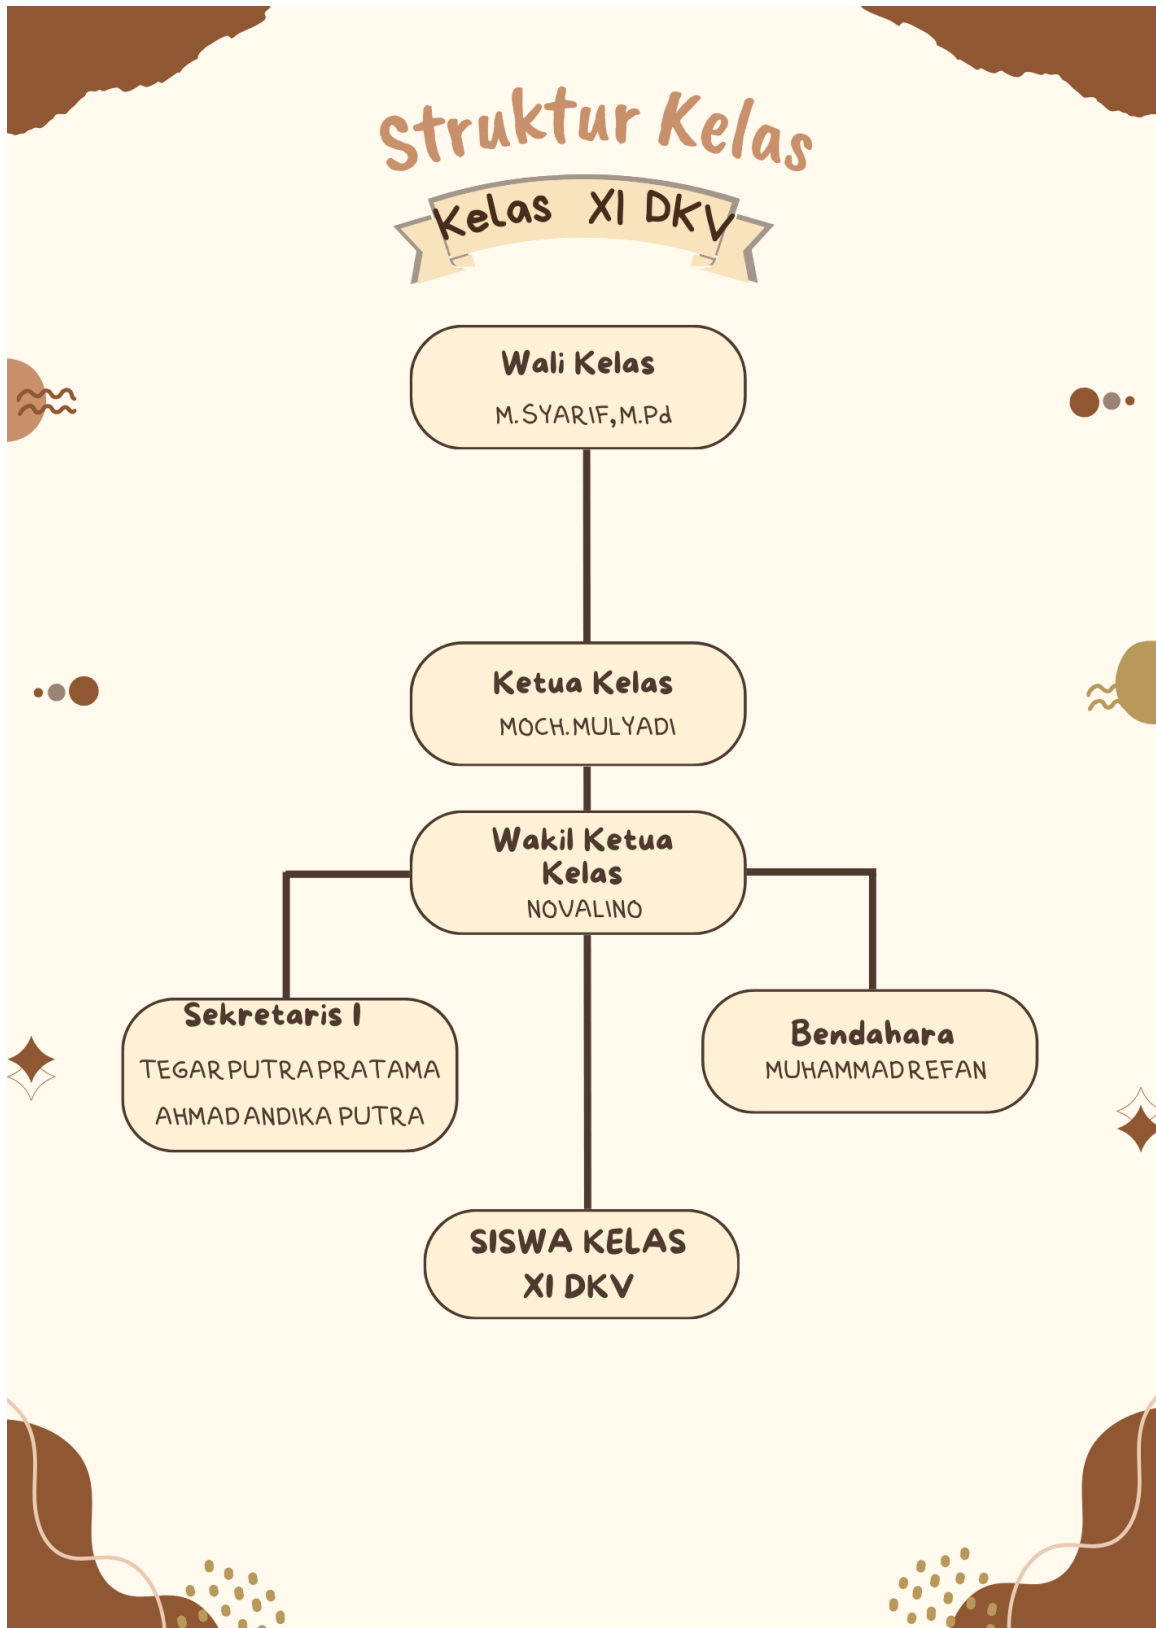 Struktur Kelas
Kelas XI DKV
Wali Kelas
M. SYARIF, M.Pd
Ketua Kelas
MOCH. MULYADI
Wakil Ketua
Kelas
NOVALINO
Sekretaris I
TEGAR PUTRA PRATAMA
AHMAD ANDIKA PUTRA
Bendahara
MUHAMMAD REFAN
SISWA KELAS
XI DKV